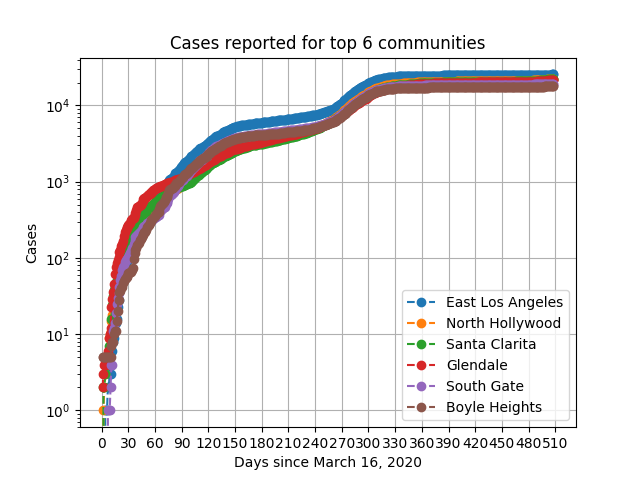 Cases reported for top 6 communities
10⁴
10³
10²
10¹
10⁰
Cases
East Los Angeles
North Hollywood
Santa Clarita
Glendale
South Gate
Boyle Heights
0 30 60 90 120 150 180 210 240 270 300 330 360 390 420 450 480 510
Days since March 16, 2020